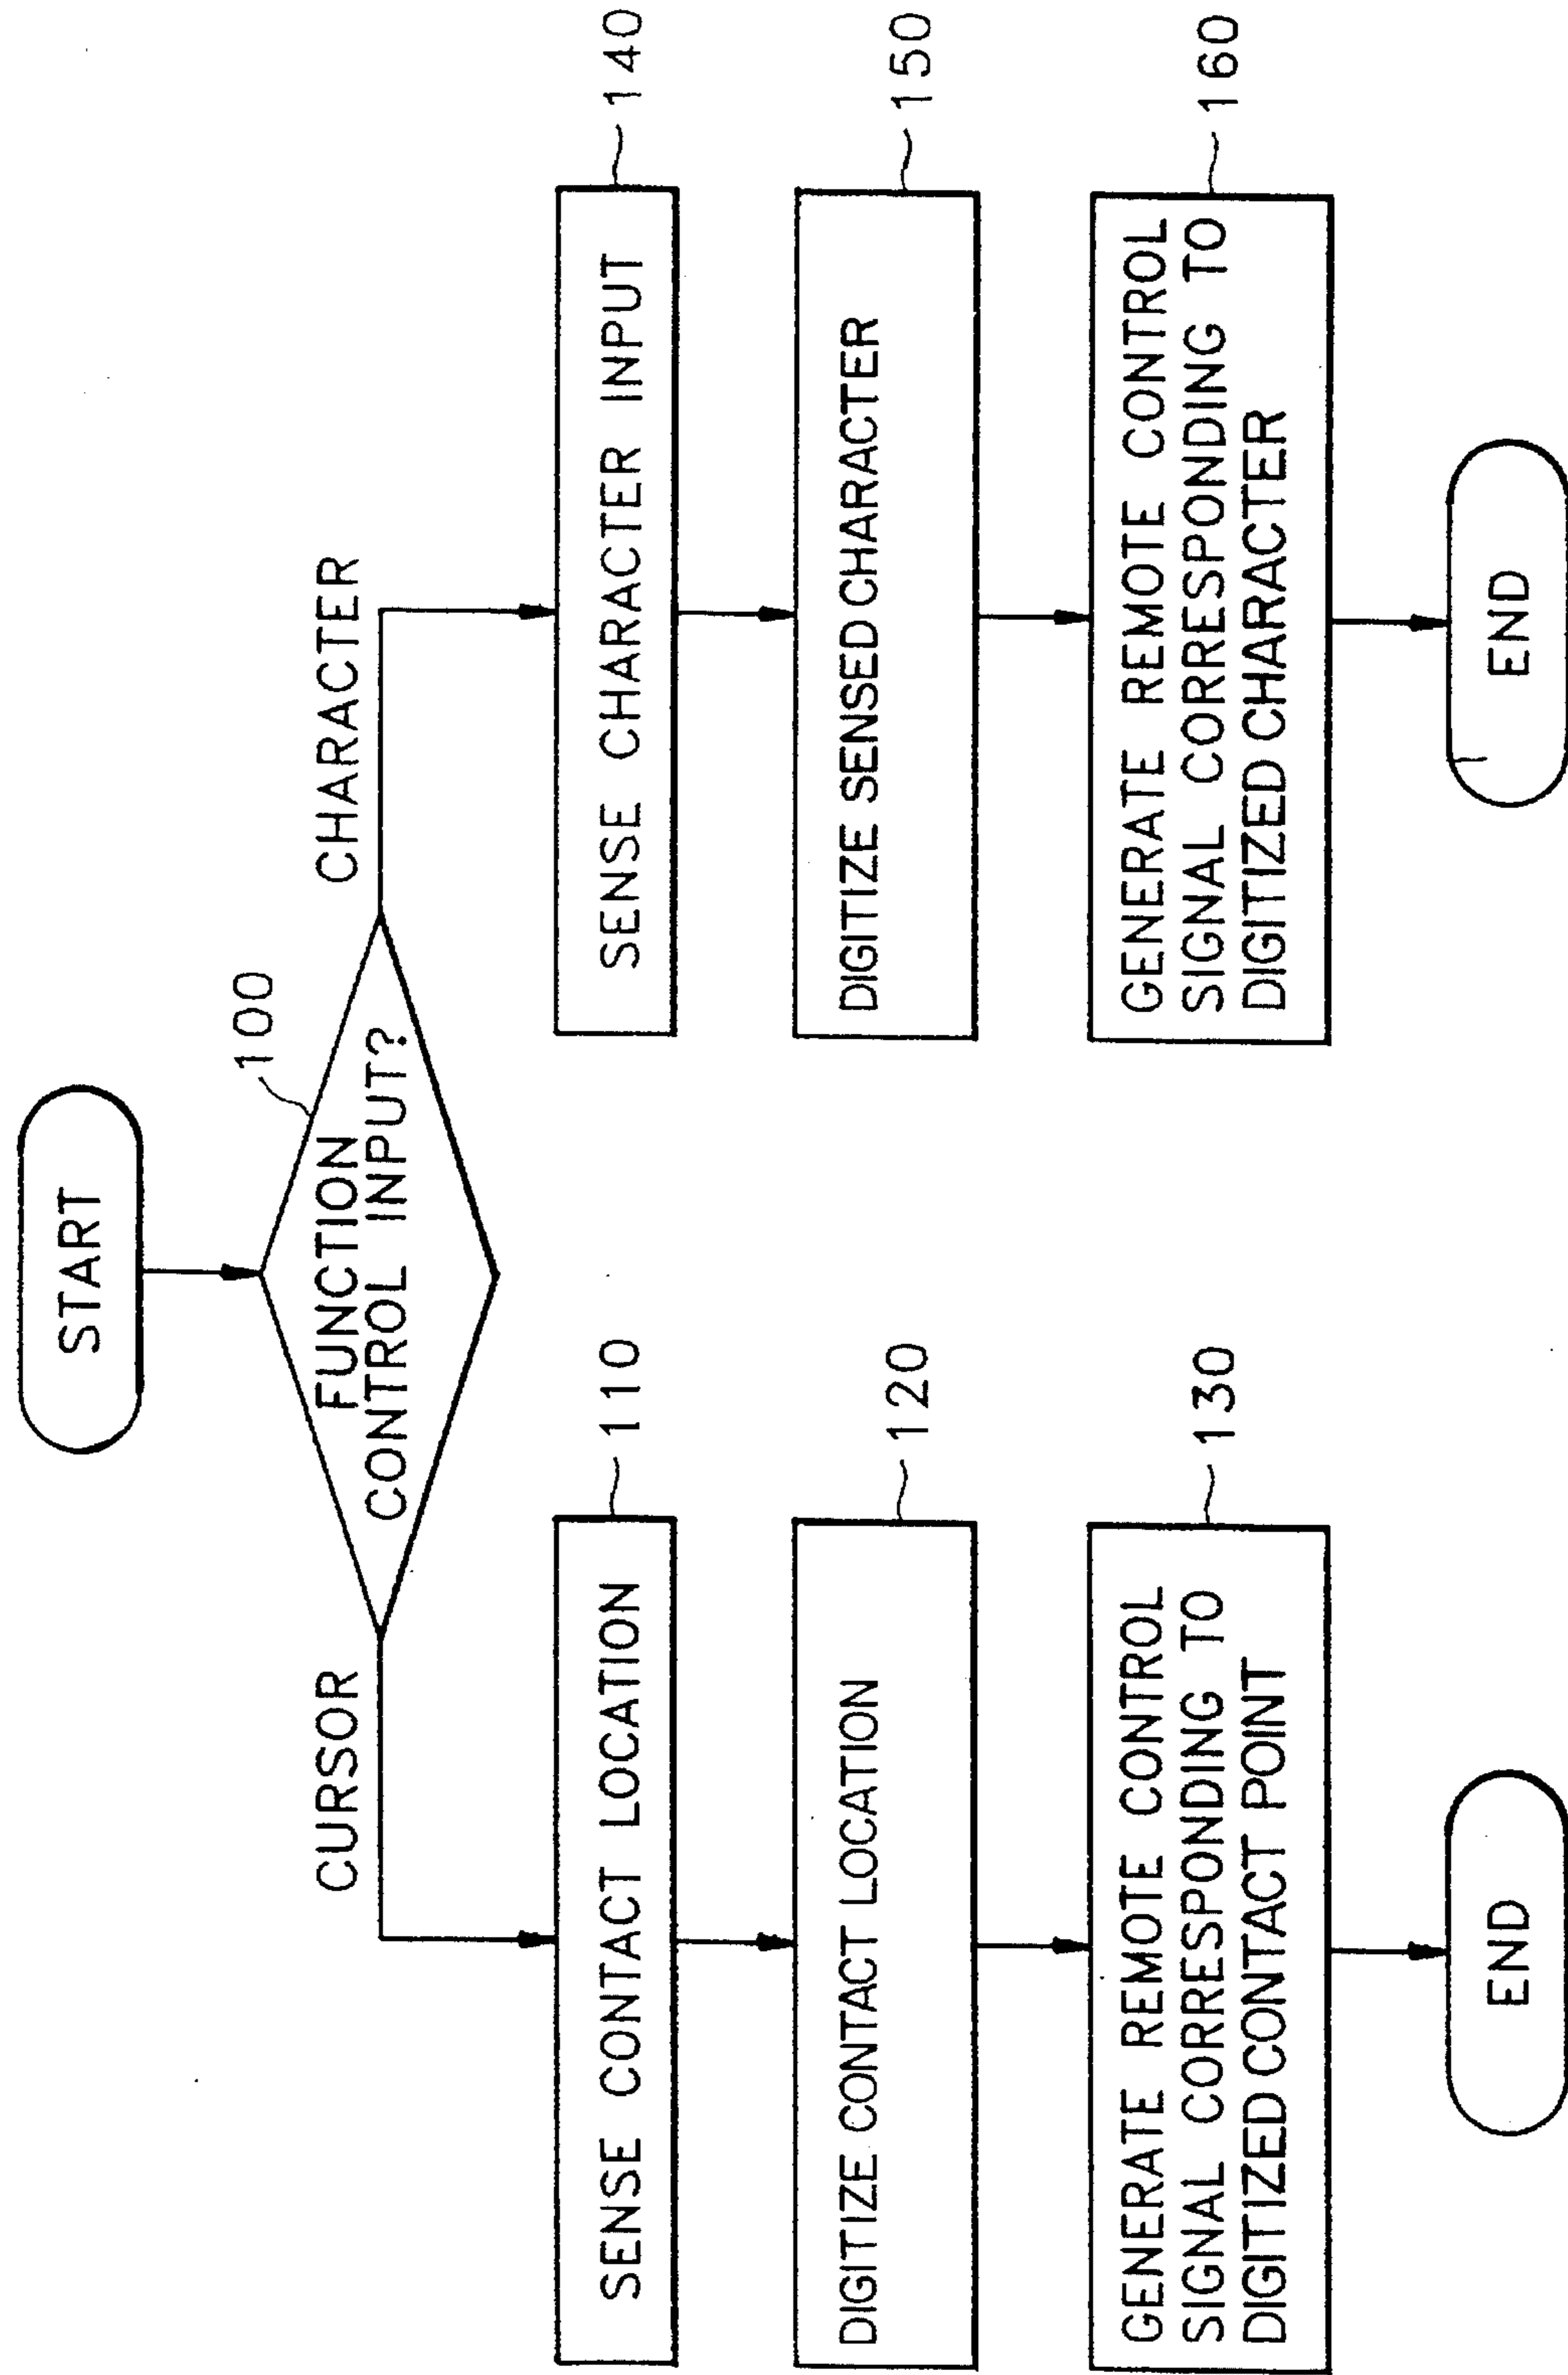 START
100
FUNCTION
CONTROL INPUT?
CURSOR
CHARACTER
SENSE CONTACT LOCATION
110
DIGITIZE CONTACT LOCATION
120
GENERATE REMOTE CONTROL
SIGNAL CORRESPONDING TO
DIGITIZED CONTACT POINT
130
END
SENSE CHARACTER INPUT
140
DIGITIZE SENSED CHARACTER
150
GENERATE REMOTE CONTROL
SIGNAL CORRESPONDING TO
DIGITIZED CHARACTER
160
END